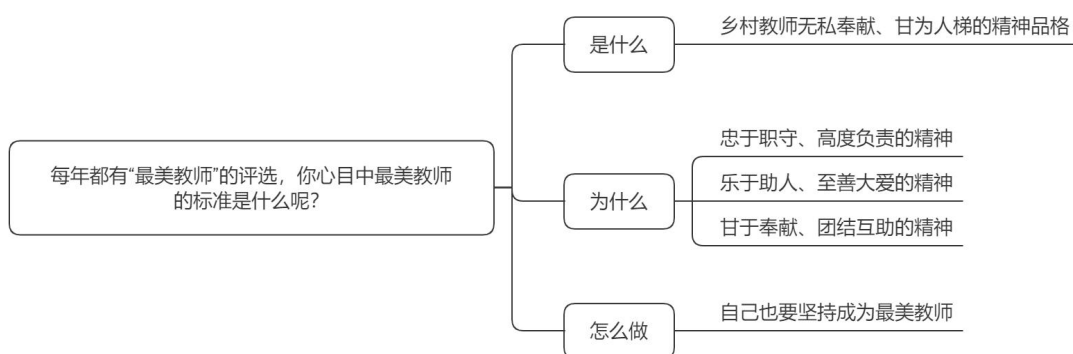 每年都有“最美教师”的评选，你心目中最美教师
的标准是什么呢？
是什么
乡村教师无私奉献、甘为人梯的精神品格
为什么
忠于职守、高度负责的精神
乐于助人、至善大爱的精神
甘于奉献、团结互助的精神
怎么做
自己也要坚持成为最美教师